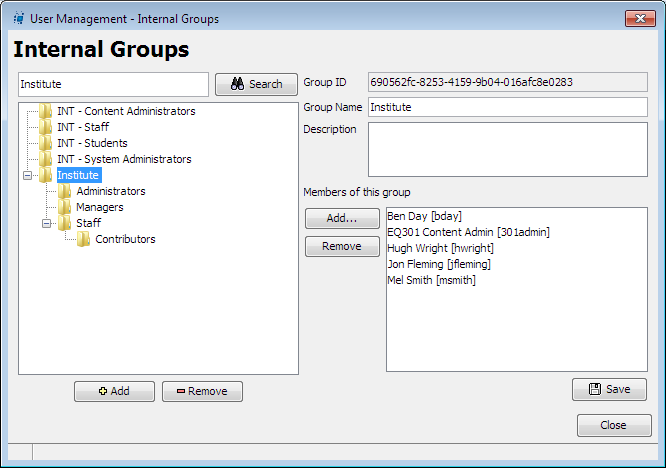 User Management - Internal Groups
Internal Groups
Institute
Search
INT - Content Administrators
INT - Staff
INT - Students
INT - System Administrators
Institute
Administrators
Managers
Staff
Contributors
Add
Remove
Group ID
690562fc-8253-4159-9b04-016afc8e0283
Group Name
Institute
Description
Members of this group
Add...
Remove
Ben Day [bday]
EQ301 Content Admin [301admin]
Hugh Wright [hwright]
Jon Fleming [jfleming]
Mel Smith [msmith]
Save
Close